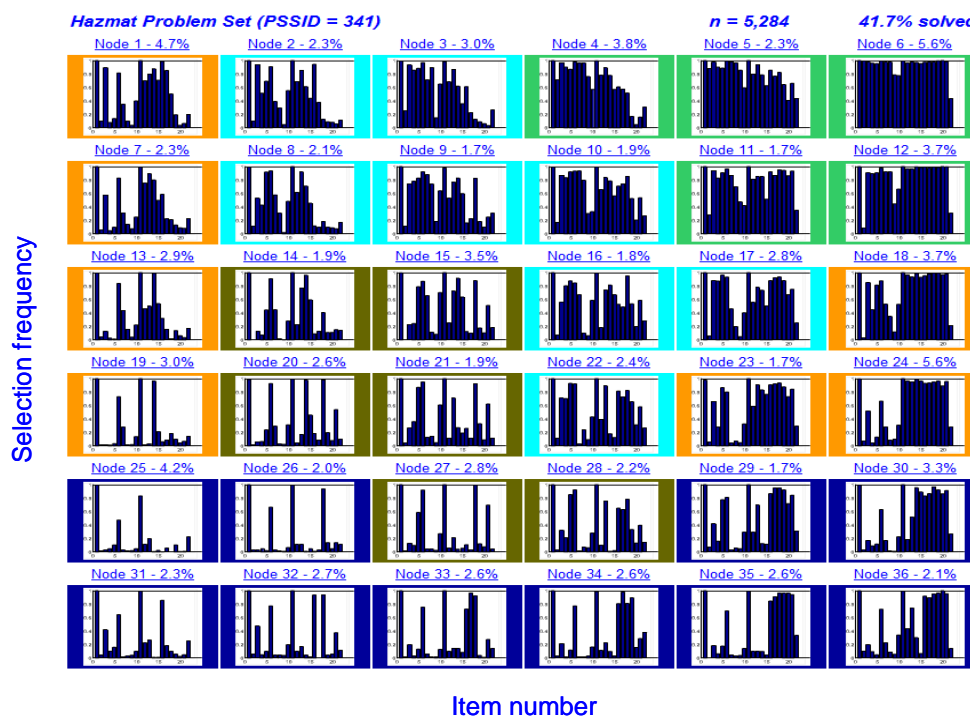 Hazmat Problem Set (PSSID = 341) n = 5,284 41.7% solved
Node 1 - 4.7% Node 2 - 2.3% Node 3 - 3.0% Node 4 - 3.8% Node 5 - 2.3% Node 6 - 5.6%
Node 7 - 2.3% Node 8 - 2.1% Node 9 - 1.7% Node 10 - 1.9% Node 11 - 1.7% Node 12 - 3.7%
Node 13 - 2.9% Node 14 - 1.9% Node 15 - 3.5% Node 16 - 1.8% Node 17 - 2.8% Node 18 - 3.7%
Node 19 - 3.0% Node 20 - 2.6% Node 21 - 1.9% Node 22 - 2.4% Node 23 - 1.7% Node 24 - 5.6%
Node 25 - 4.2% Node 26 - 2.0% Node 27 - 2.8% Node 28 - 2.2% Node 29 - 1.7% Node 30 - 3.3%
Node 31 - 2.3% Node 32 - 2.7% Node 33 - 2.6% Node 34 - 2.6% Node 35 - 2.6% Node 36 - 2.1%
Selection frequency
Item number